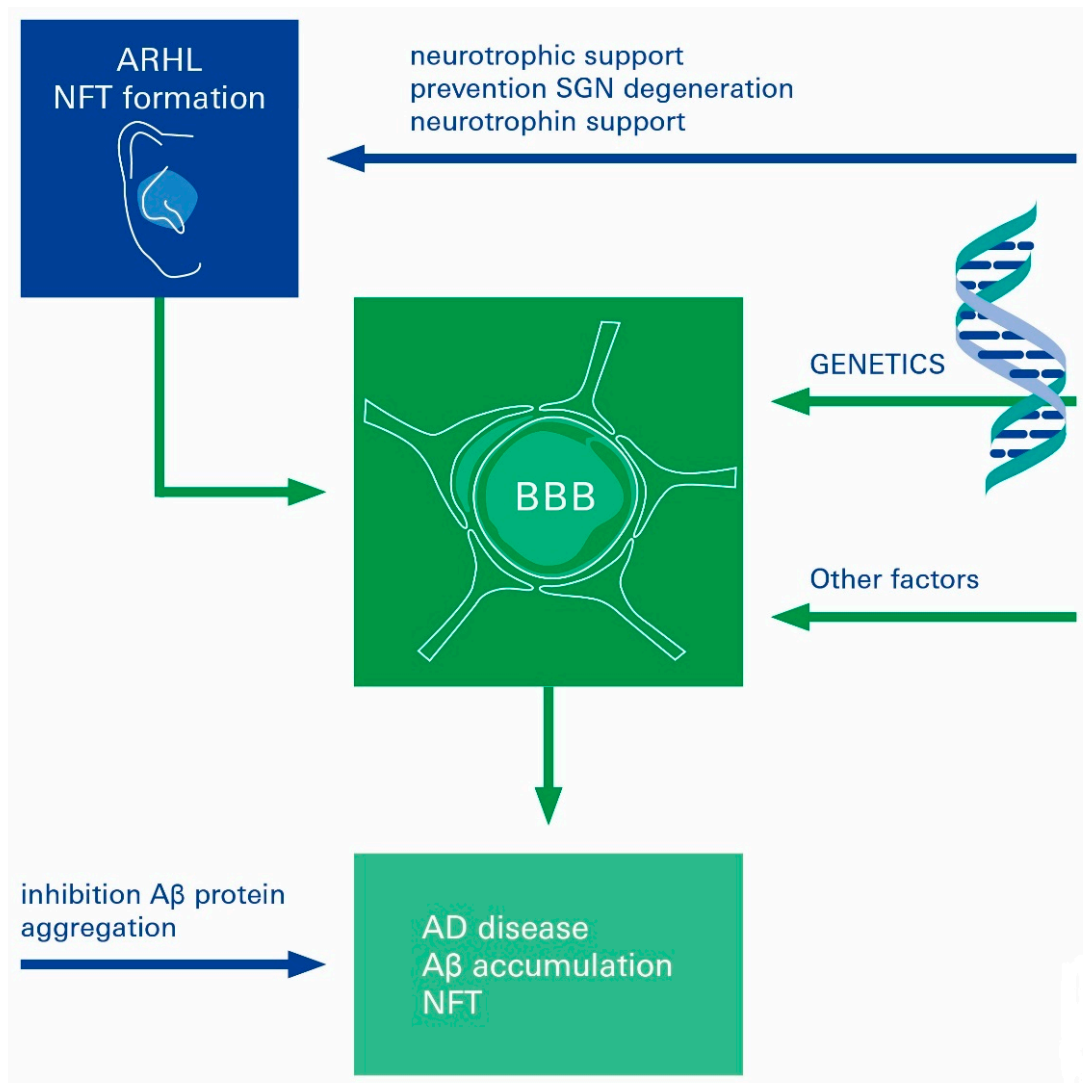 ARHL
NFT formation
neurotrophic support
prevention SGN degeneration
neurotrophin support
GENETICS
BBB
Other factors
inhibition Aβ protein
aggregation
AD disease
Aβ accumulation
NFT